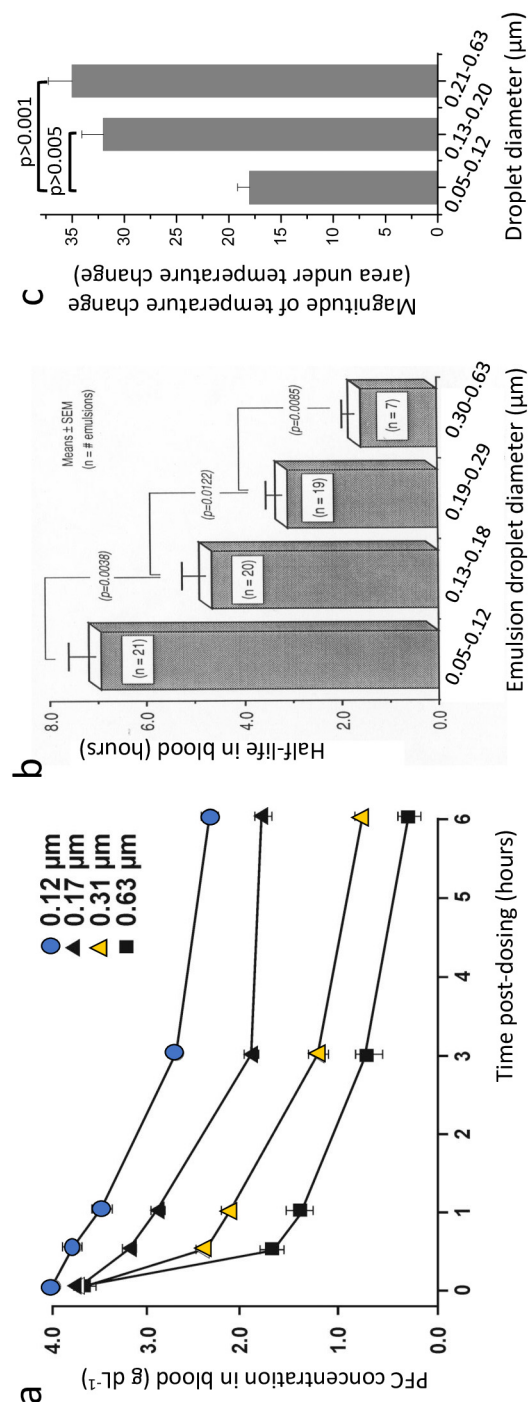 a
PFC concentration in blood (g dL-1)
4.0
3.0
2.0
1.0
0.0
0.12 µm
0.17 µm
0.31 µm
0.63 µm
0 1 2 3 4 5 6
Time post-dosing (hours)
b
Half-life in blood (hours)
8.0
6.0
4.0
2.0
0.0
Means ± SEM
(n = # emulsions)
(p=0.0038)
(p=0.0122)
(p=0.0085)
(n = 21)
(n = 20)
(n = 19)
(n = 7)
0.05-0.12 0.13-0.18 0.19-0.29 0.30-0.63
Emulsion droplet diameter (µm)
c
Magnitude of temperature change
(area under temperature change)
35
30
25
20
15
10
5
0
p>0.001
p>0.005
0.05-0.12 0.13-0.20 0.21-0.63
Droplet diameter (µm)